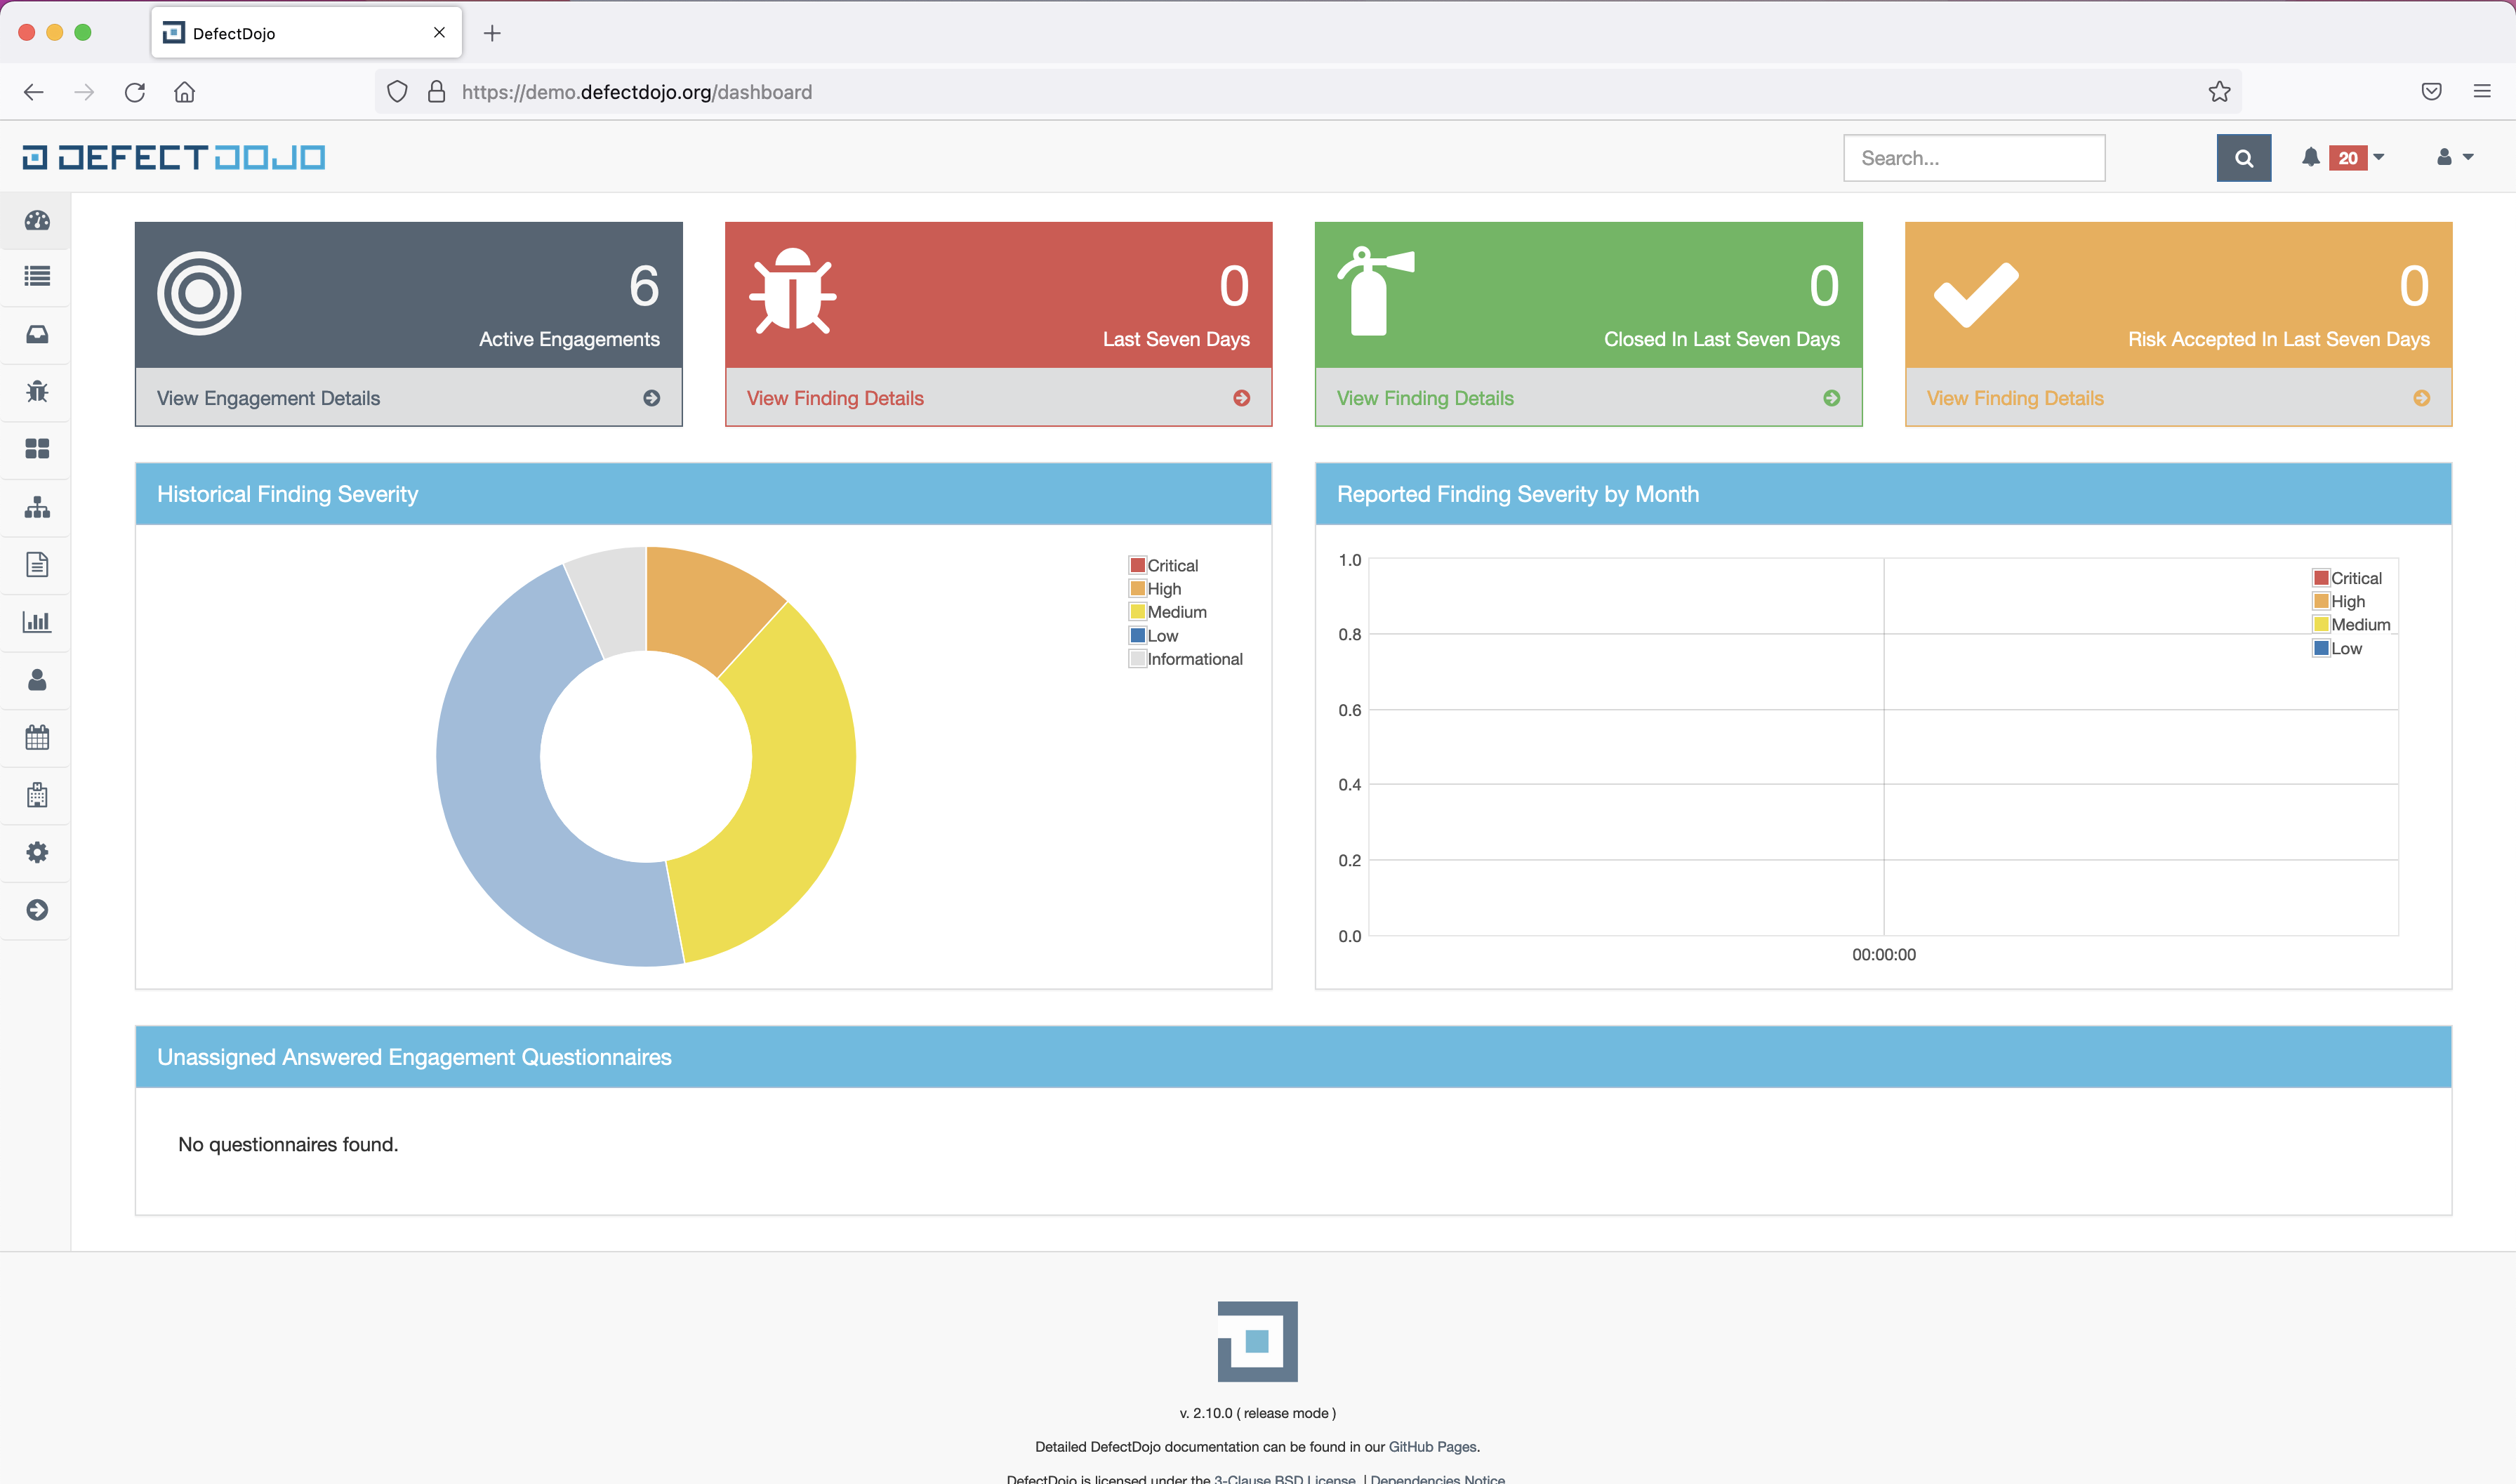 DefectDojo
https://demo.defectdojo.org/dashboard
DEFECTDOJO
Search...
20
6
Active Engagements
View Engagement Details
0
Last Seven Days
View Finding Details
0
Closed In Last Seven Days
View Finding Details
0
Risk Accepted In Last Seven Days
View Finding Details
Historical Finding Severity
Critical
High
Medium
Low
Informational
Reported Finding Severity by Month
1.0
0.8
0.6
0.4
0.2
0.0
00:00:00
Critical
High
Medium
Low
Unassigned Answered Engagement Questionnaires
No questionnaires found.
v. 2.10.0 ( release mode )
Detailed DefectDojo documentation can be found in our GitHub Pages.
DefectDojo is licensed under the 3-Clause BSD License. | Dependencies Notice